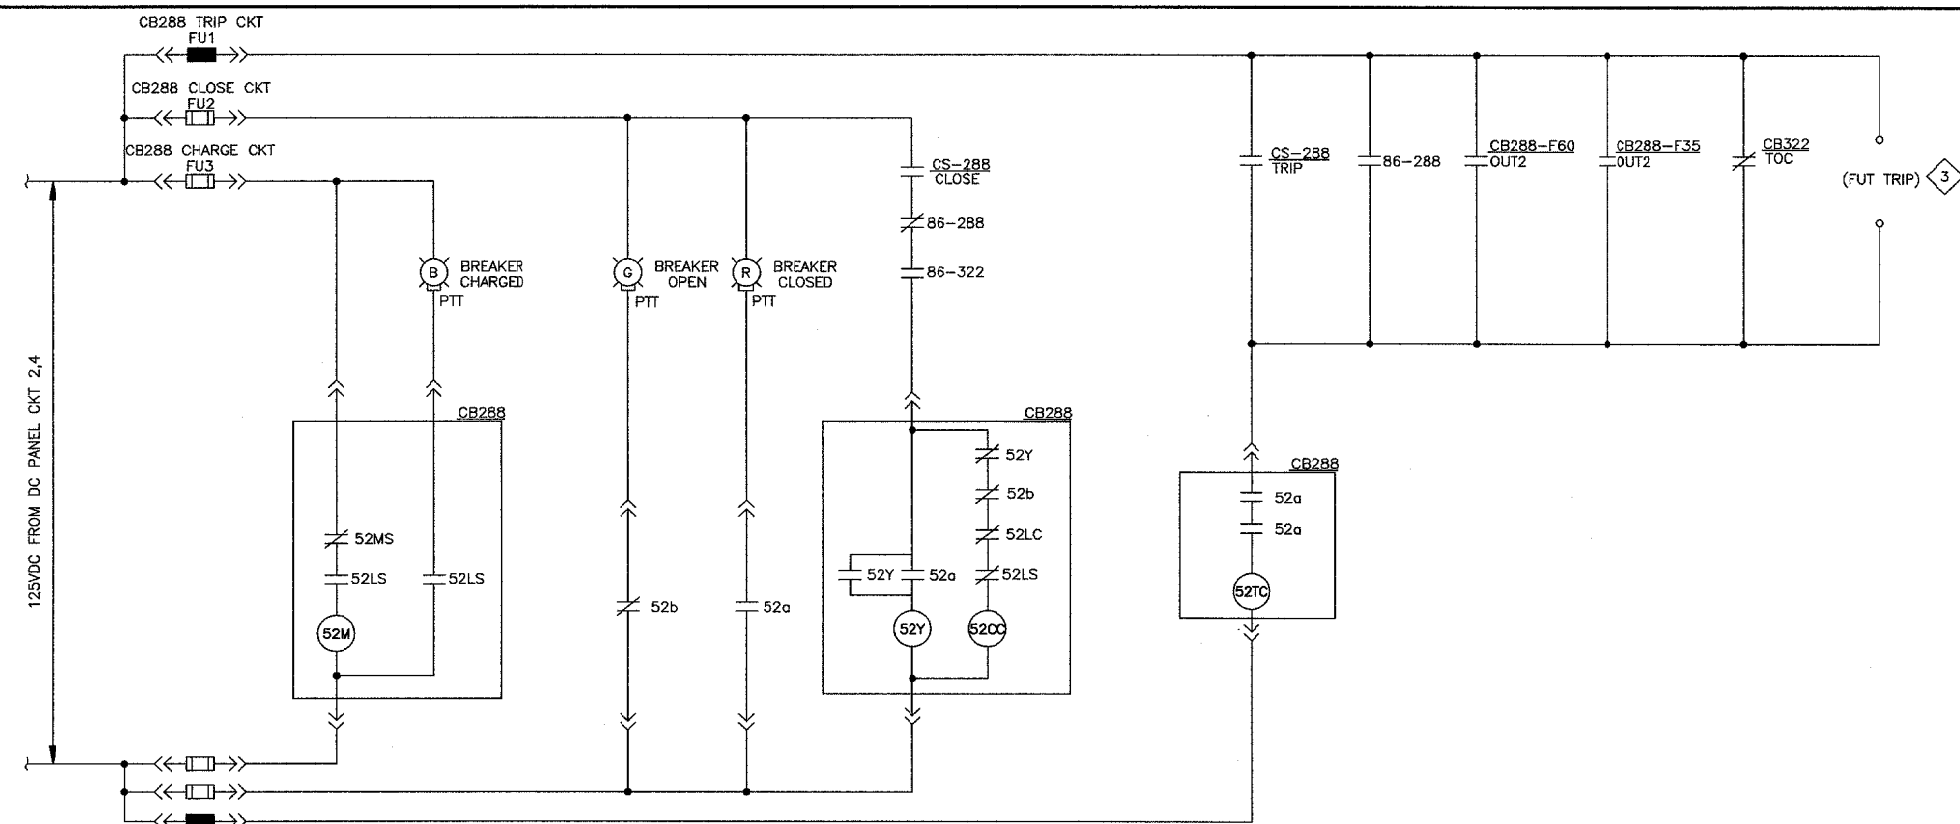 CB288 TRIP CKT
FU1
CB288 CLOSE CKT
FU2
CB288 CHARGE CKT
FU3
125VDC FROM DC PANEL CKT 2,4
B
BREAKER
CHARGED
PTT
G
BREAKER
OPEN
PTT
R
BREAKER
CLOSED
PTT
CS-288
CLOSE
86-288
86-322
CS-288
TRIP
86-288
CB288-F60
OUT2
CB288-F35
OUT2
CB322
TOC
(FUT TRIP)
3
CB288
52MS
52LS
52LS
52M
52b
52a
CB288
52Y
52b
52LC
52Y
52a
52LS
52Y
52CC
CB288
52a
52a
52TC